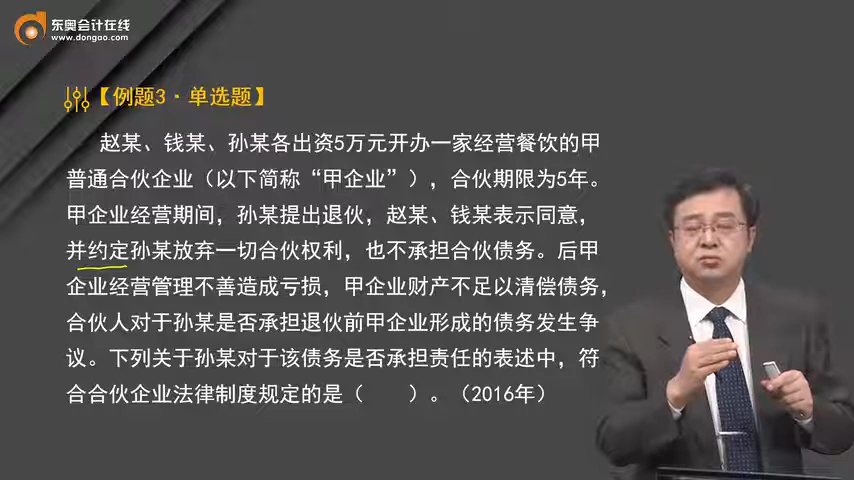 东奥会计在线
www.dongao.com
【例题3·单选题】
赵某、钱某、孙某各出资5万元开办一家经营餐饮的甲
普通合伙企业（以下简称“甲企业”），合伙期限为5年。
甲企业经营期间，孙某提出退伙，赵某、钱某表示同意，
并约定孙某放弃一切合伙权利，也不承担合伙债务。后甲
企业经营管理不善造成亏损，甲企业财产不足以清偿债务，
合伙人对于孙某是否承担退伙前甲企业形成的债务发生争
议。下列关于孙某对于该债务是否承担责任的表述中，符
合合伙企业法律制度规定的是（　　）。（2016年）